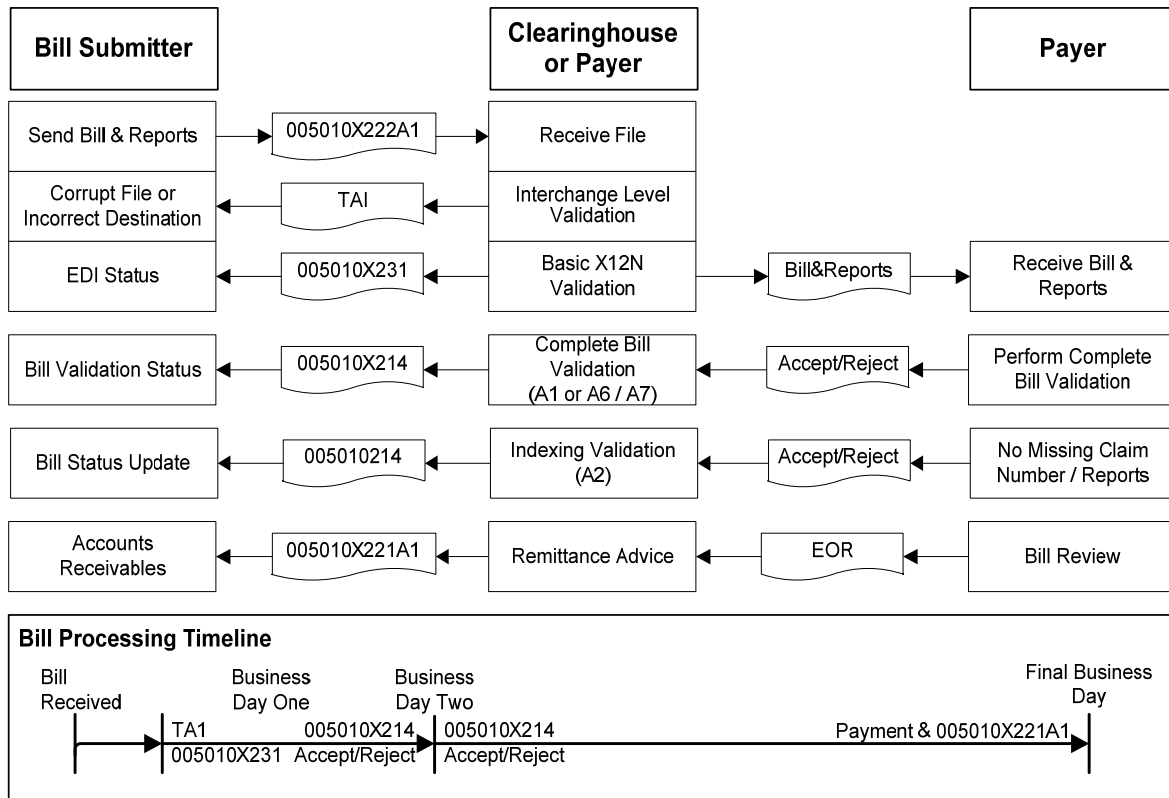 Bill Submitter
Clearinghouse
or Payer
Payer
Send Bill & Reports
005010X222A1
Receive File
Corrupt File or
Incorrect Destination
TAI
Interchange Level
Validation
EDI Status
005010X231
Basic X12N
Validation
Bill&Reports
Receive Bill &
Reports
Bill Validation Status
005010X214
Complete Bill
Validation
(A1 or A6 / A7)
Accept/Reject
Perform Complete
Bill Validation
Bill Status Update
005010214
Indexing Validation
(A2)
Accept/Reject
No Missing Claim
Number / Reports
Accounts
Receivables
005010X221A1
Remittance Advice
EOR
Bill Review
Bill Processing Timeline
Bill
Received
Business
Day One
Business
Day Two
Final Business
Day
TA1
005010X214
005010X214
Payment & 005010X221A1
005010X231
Accept/Reject
Accept/Reject